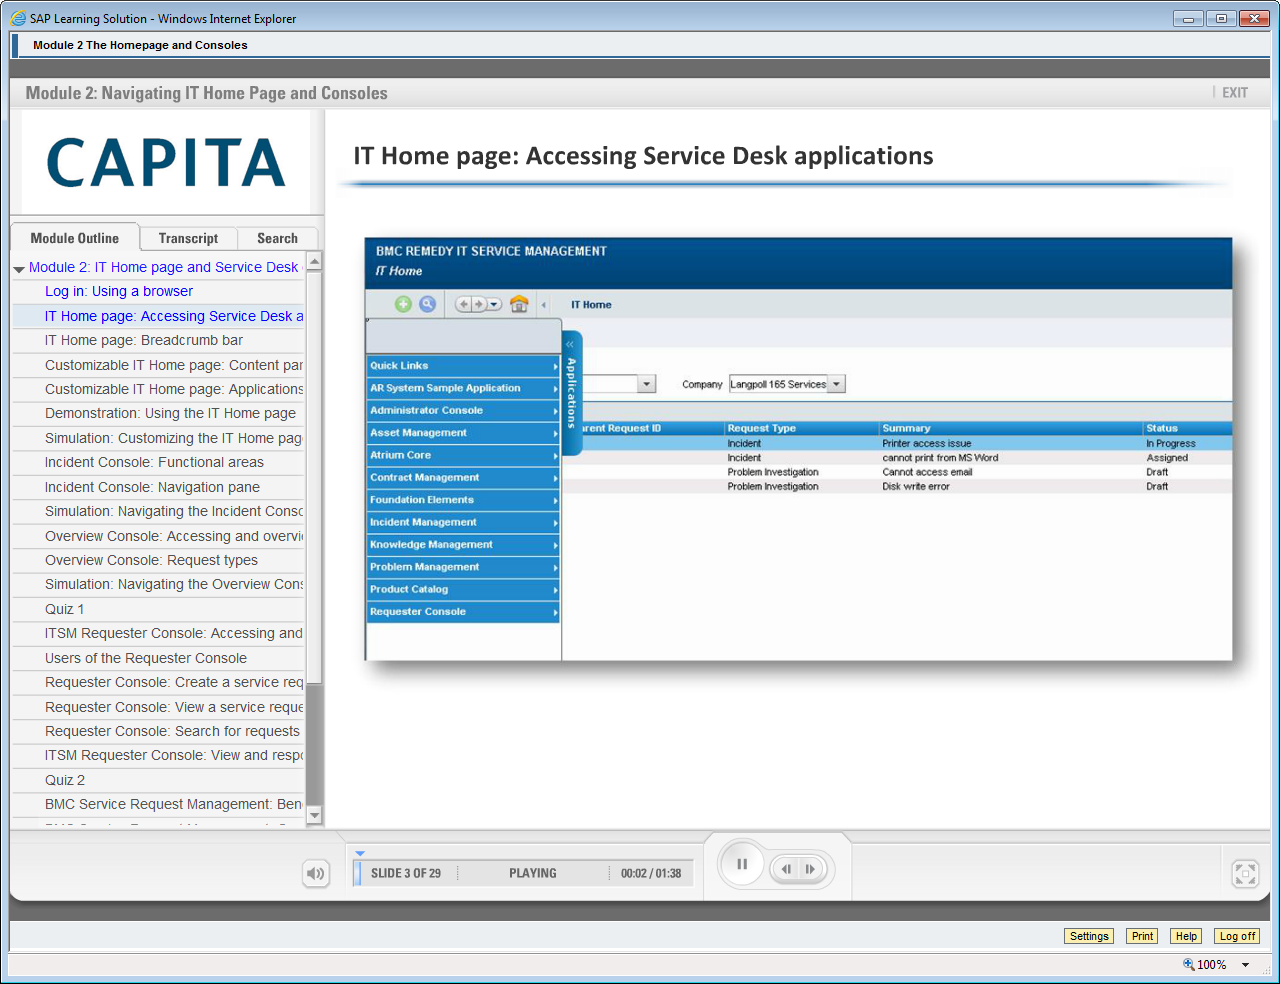 SAP Learning Solution - Windows Internet Explorer
Module 2 The Homepage and Consoles
Module 2: Navigating IT Home Page and Consoles
EXIT
CAPITA
Module Outline
Transcript
Search
Module 2: IT Home page and Service Desk
Log in: Using a browser
IT Home page: Accessing Service Desk a
IT Home page: Breadcrumb bar
Customizable IT Home page: Content par
Customizable IT Home page: Applications
Demonstration: Using the IT Home page
Simulation: Customizing the IT Home pag
Incident Console: Functional areas
Incident Console: Navigation pane
Simulation: Navigating the Incident Consc
Overview Console: Accessing and overvi
Overview Console: Request types
Simulation: Navigating the Overview Cons
Quiz 1
ITSM Requester Console: Accessing and
Users of the Requester Console
Requester Console: Create a service req
Requester Console: View a service reque
Requester Console: Search for requests
ITSM Requester Console: View and respo
Quiz 2
BMC Service Request Management: Ben
IT Home page: Accessing Service Desk applications
BMC REMEDY IT SERVICE MANAGEMENT
IT Home
IT Home
Applications
Quick Links
AR System Sample Application
Administrator Console
Asset Management
Atrium Core
Contract Management
Foundation Elements
Incident Management
Knowledge Management
Problem Management
Product Catalog
Requester Console
Company Langpoll 165 Services
rent Request ID Request Type Summary Status
Incident Printer access issue In Progress
Incident cannot print from MS Word Assigned
Problem Investigation Cannot access email Draft
Problem Investigation Disk write error Draft
SLIDE 3 OF 29
PLAYING
00:02 / 01:38
Settings
Print
Help
Log off
100%